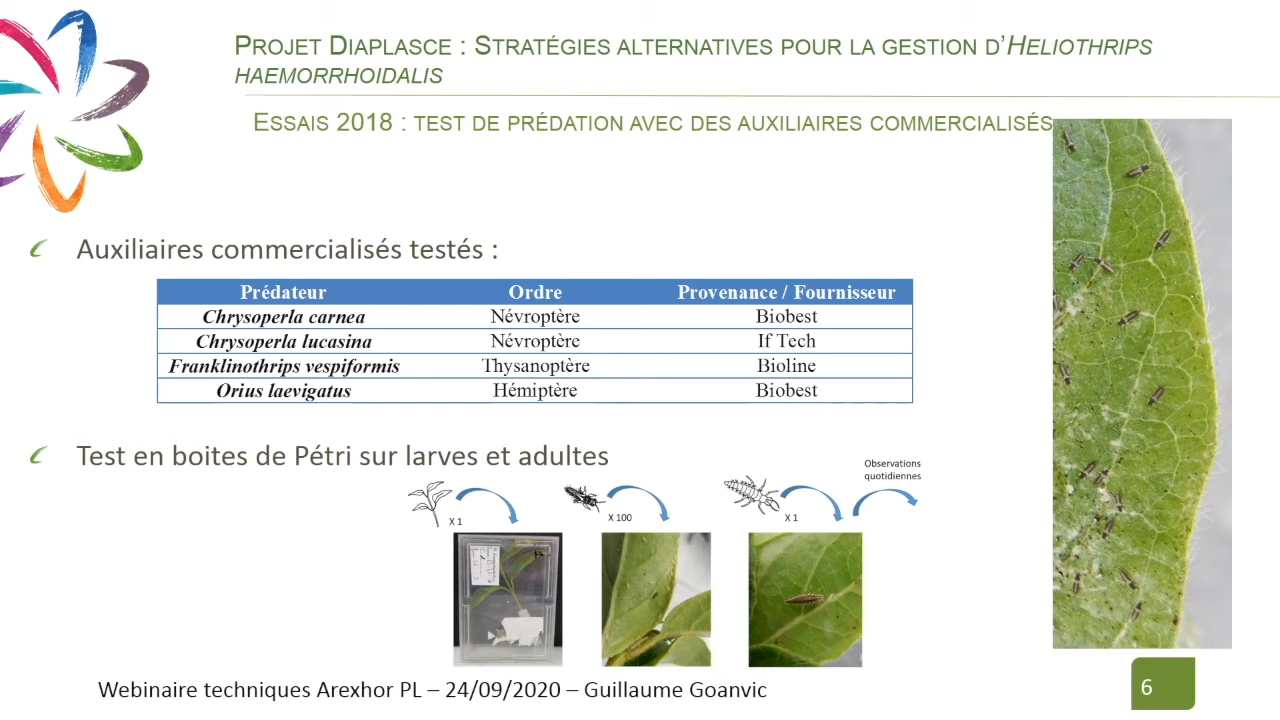 PROJET DIAPLASCE : STRATÉGIES ALTERNATIVES POUR LA GESTION D'HELIOTHRIPS
HAEMORRHOIDALIS
ESSAIS 2018 : TEST DE PRÉDATION AVEC DES AUXILIAIRES COMMERCIALISÉS
Auxiliaires commercialisés testés :
Prédateur Ordre Provenance / Fournisseur
Chrysoperla carnea Névroptère Biobest
Chrysoperla lucasina Névroptère If Tech
Franklinothrips vespiformis Thysanoptère Bioline
Orius laevigatus Hémiptère Biobest
Test en boites de Pétri sur larves et adultes
Observations
quotidiennes
X 1 X 100 X 1
Webinaire techniques Arexhor PL – 24/09/2020 – Guillaume Goanvic
6